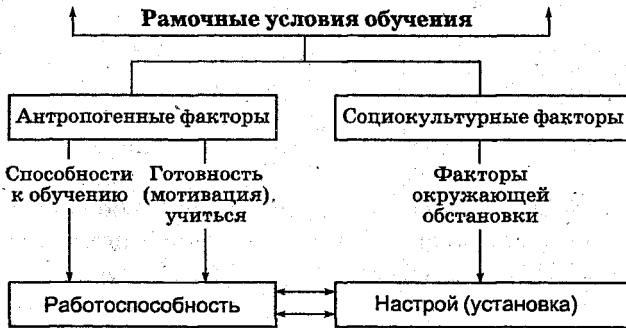 Рамочные условия обучения
Антропогенные факторы
Социокультурные факторы
Способности
к обучению
Готовность
(мотивация)
учиться
Факторы
окружающей
обстановки
Работоспособность
Настрой (установка)